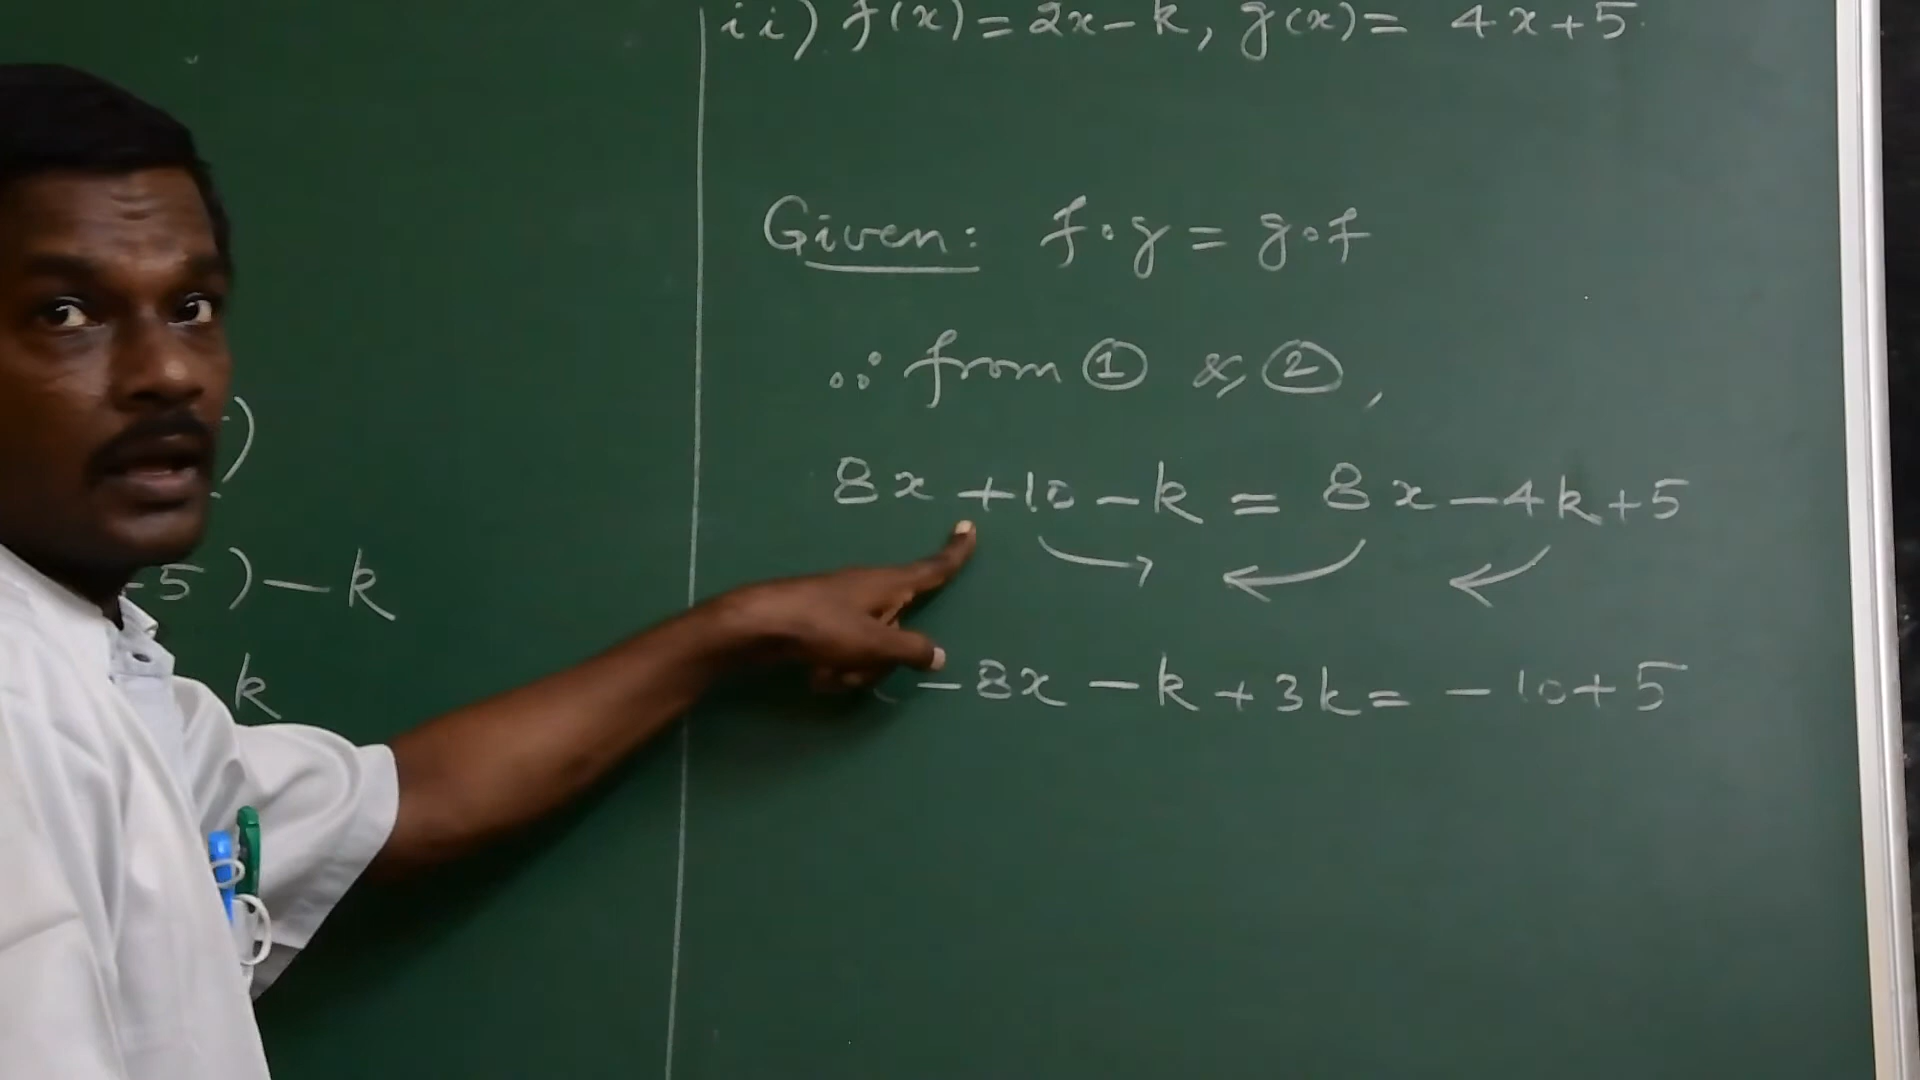 ii) f(x) = 2x - k, g(x) = 4x + 5
Given: f∘g = g∘f
∴ from ① & ②,
8x + 10 - k = 8x - 4k + 5
- 8x - k + 3k = - 10 + 5
)
-5) - k
k